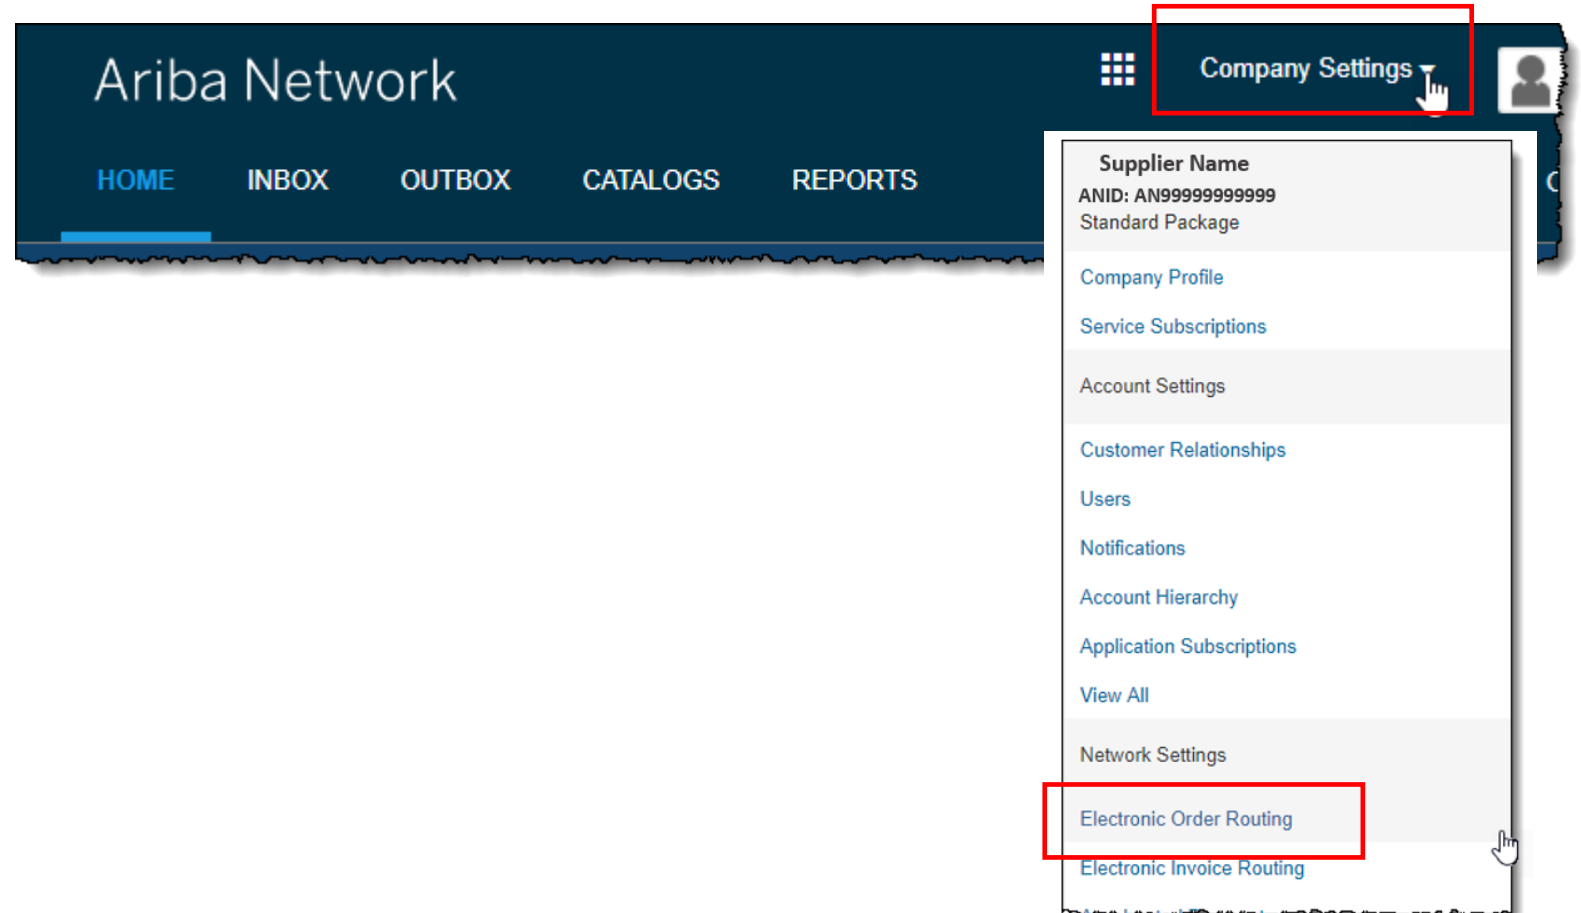 Ariba Network
Company Settings
HOME INBOX OUTBOX CATALOGS REPORTS
Supplier Name
ANID: AN99999999999
Standard Package
Company Profile
Service Subscriptions
Account Settings
Customer Relationships
Users
Notifications
Account Hierarchy
Application Subscriptions
View All
Network Settings
Electronic Order Routing
Electronic Invoice Routing